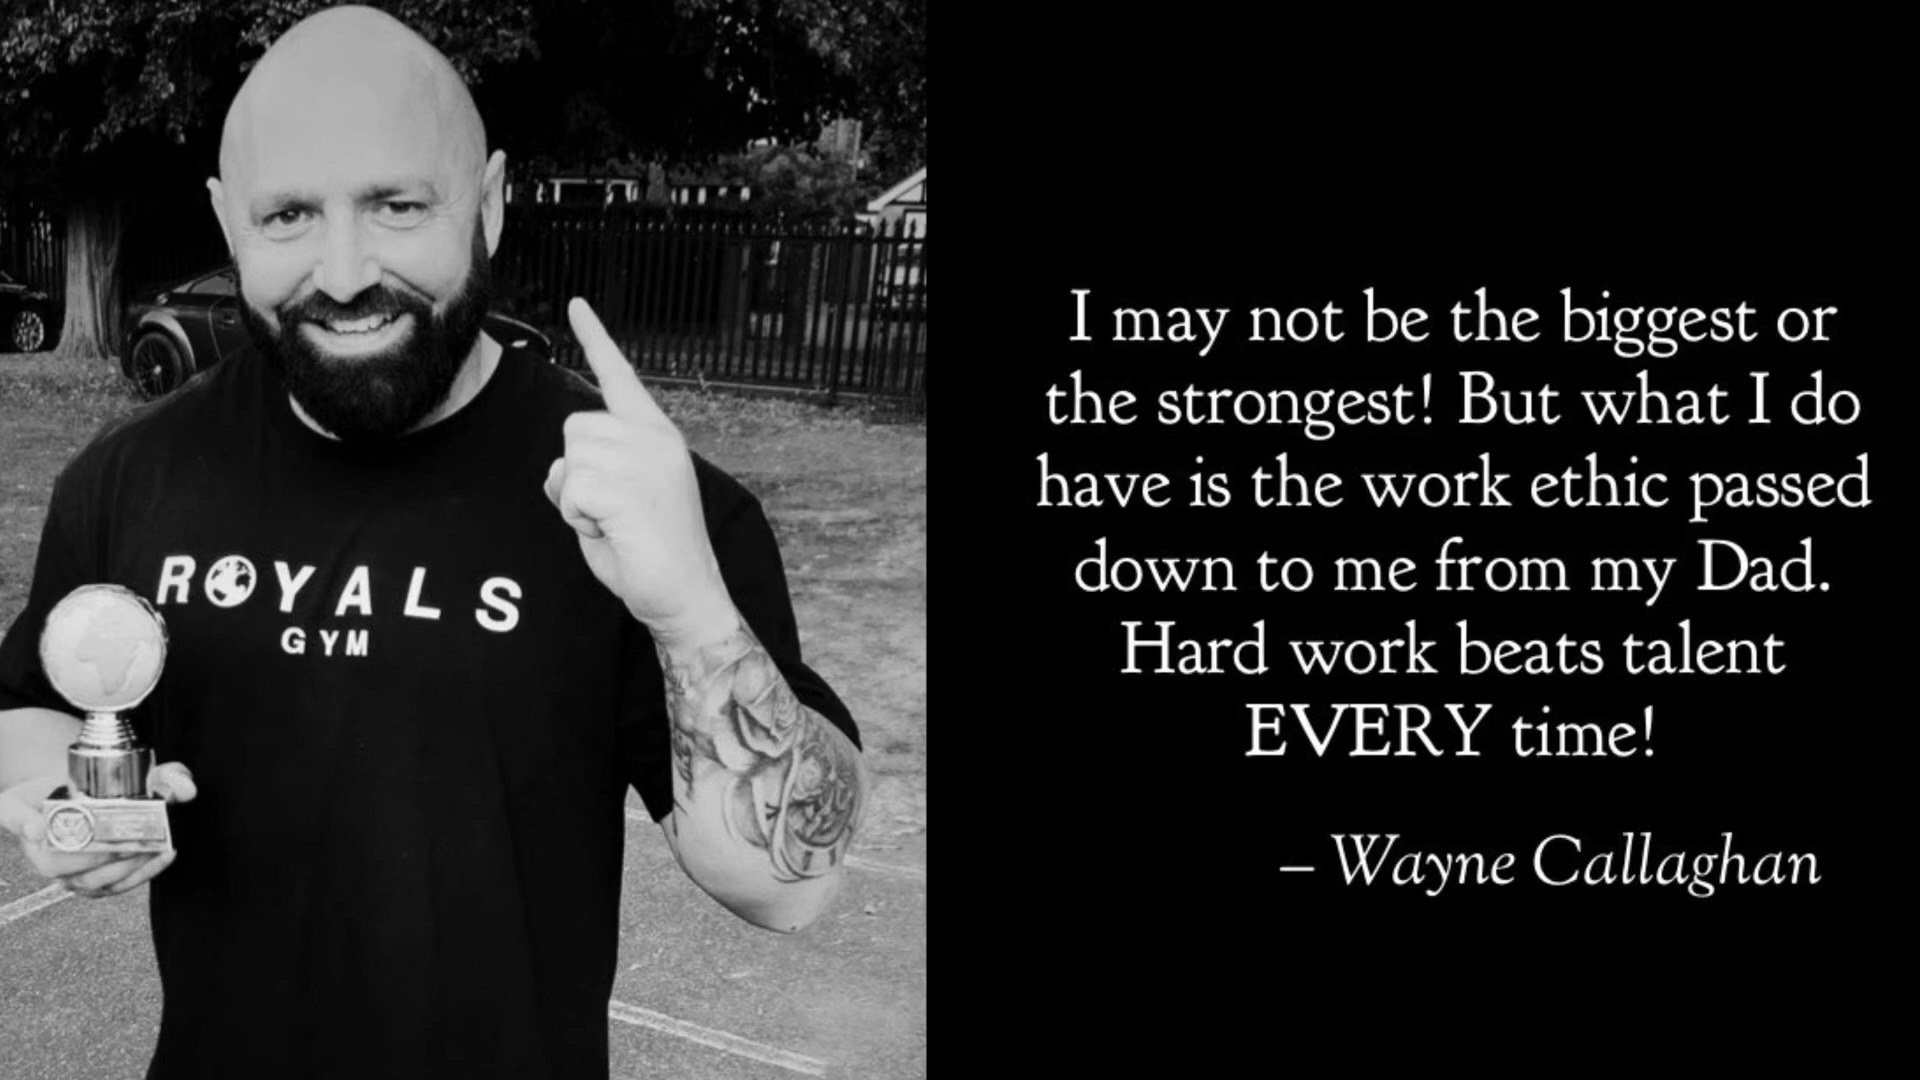 ROYALS
GYM
I may not be the biggest or
the strongest! But what I do
have is the work ethic passed
down to me from my Dad.
Hard work beats talent
EVERY time!
– Wayne Callaghan